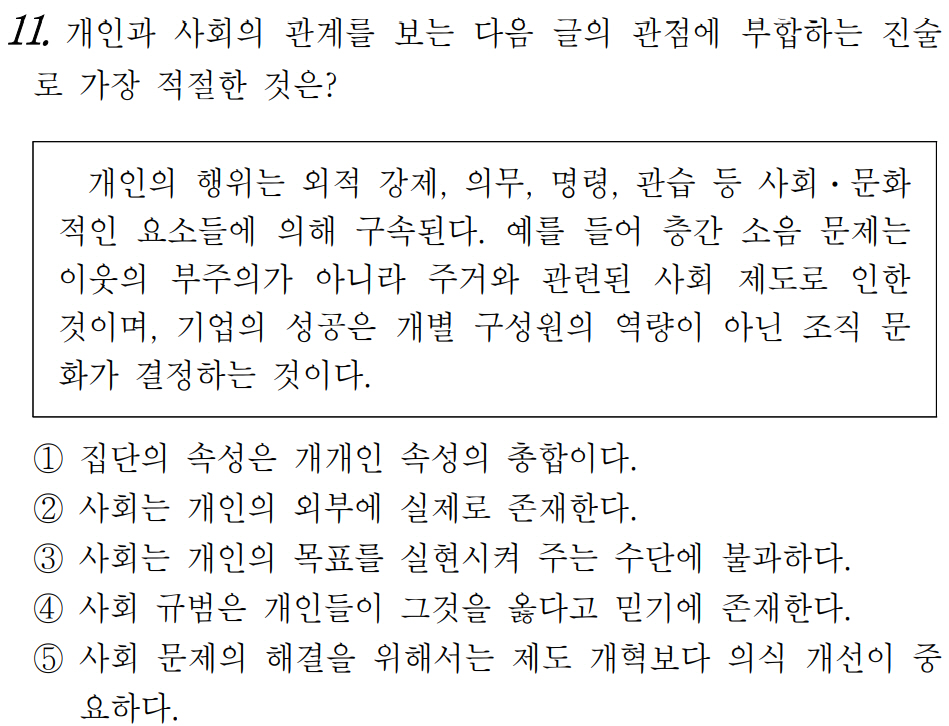 11. 개인과 사회의 관계를 보는 다음 글의 관점에 부합하는 진술
로 가장 적절한 것은?
개인의 행위는 외적 강제, 의무, 명령, 관습 등 사회・문화
적인 요소들에 의해 구속된다. 예를 들어 층간 소음 문제는
이웃의 부주의가 아니라 주거와 관련된 사회 제도로 인한
것이며, 기업의 성공은 개별 구성원의 역량이 아닌 조직 문
화가 결정하는 것이다.
① 집단의 속성은 개개인 속성의 총합이다.
② 사회는 개인의 외부에 실제로 존재한다.
③ 사회는 개인의 목표를 실현시켜 주는 수단에 불과하다.
④ 사회 규범은 개인들이 그것을 옳다고 믿기에 존재한다.
⑤ 사회 문제의 해결을 위해서는 제도 개혁보다 의식 개선이 중
요하다.